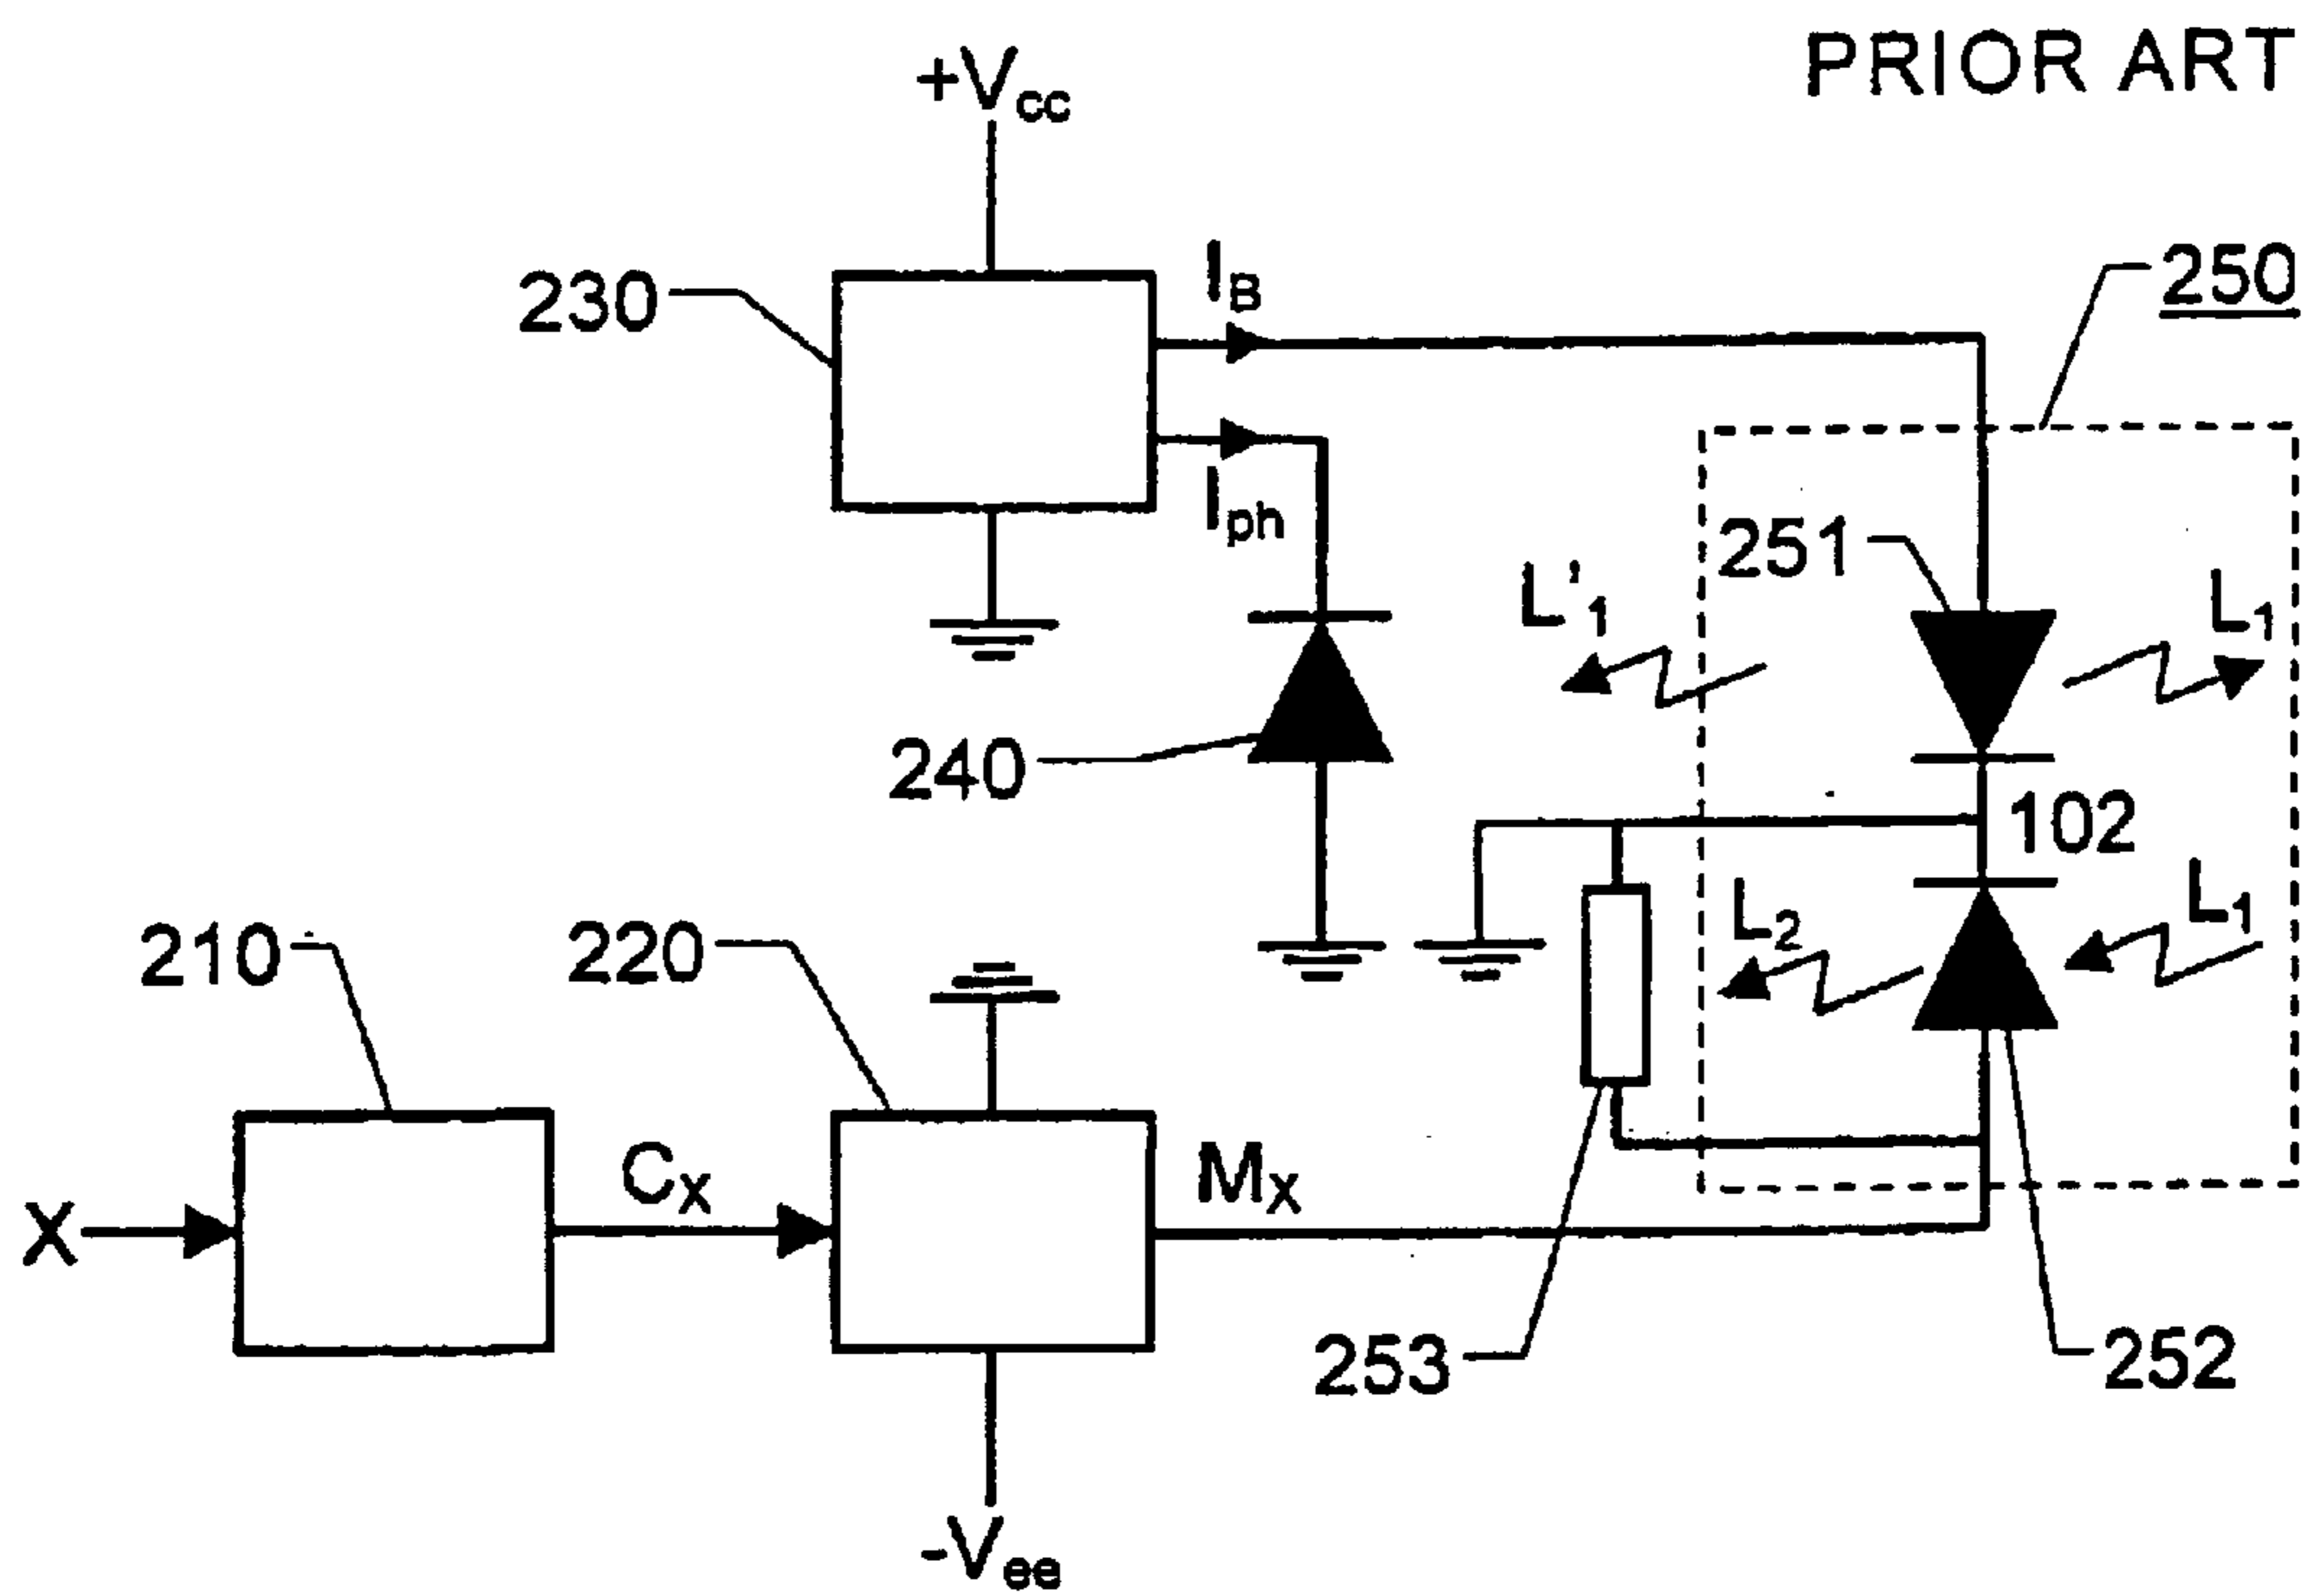 PRIOR ART
+Vcc
IB
250
230
Iph
251
L'1
L1
240
102
L2
L1
210
220
X
Cx
Mx
253
252
-Vee